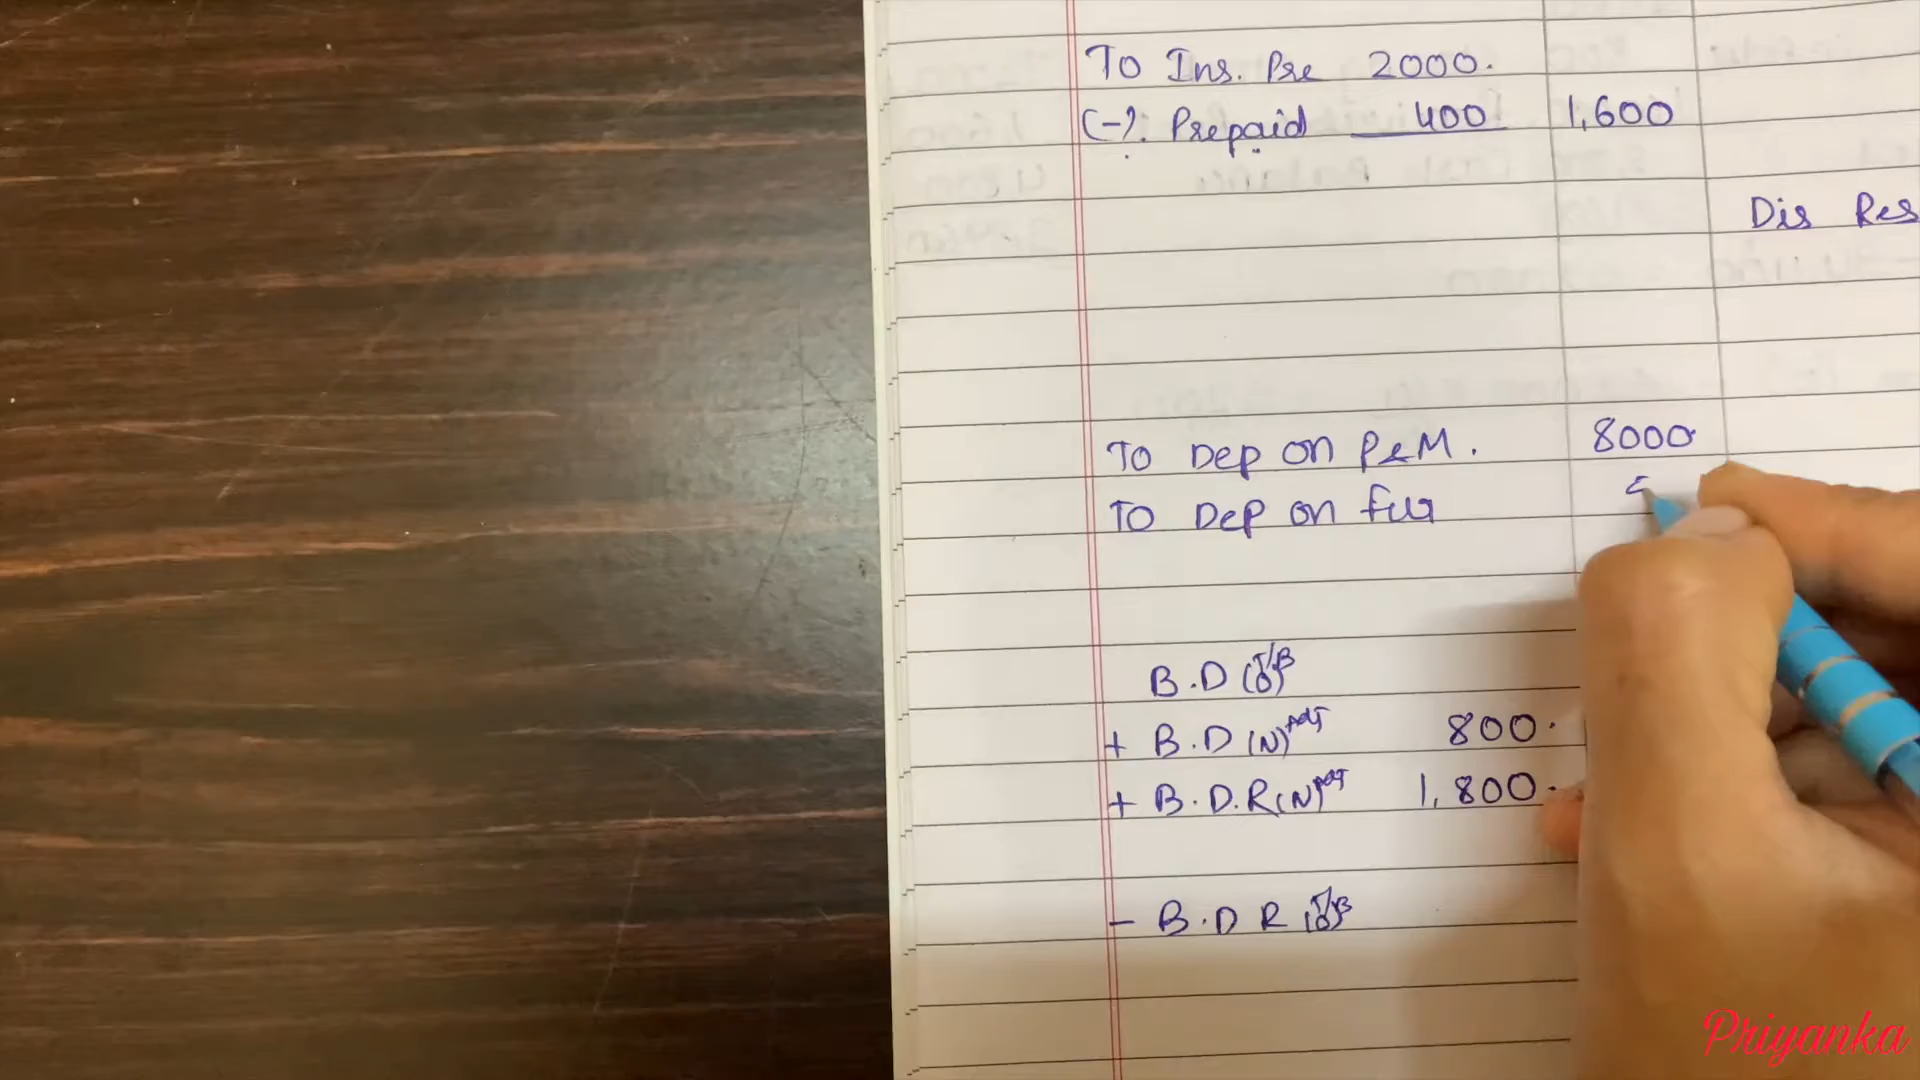 To Ins. Pre 2000.
(-). Prepaid 400 1,600
Dis Res
To Dep on P&M. 8000
To Dep on fur
B.D (O) T/B
+ B.D (N) Adj 800.
+ B.D.R (N) Adj 1,800.
- B.D R (O) T/B
Priyanka